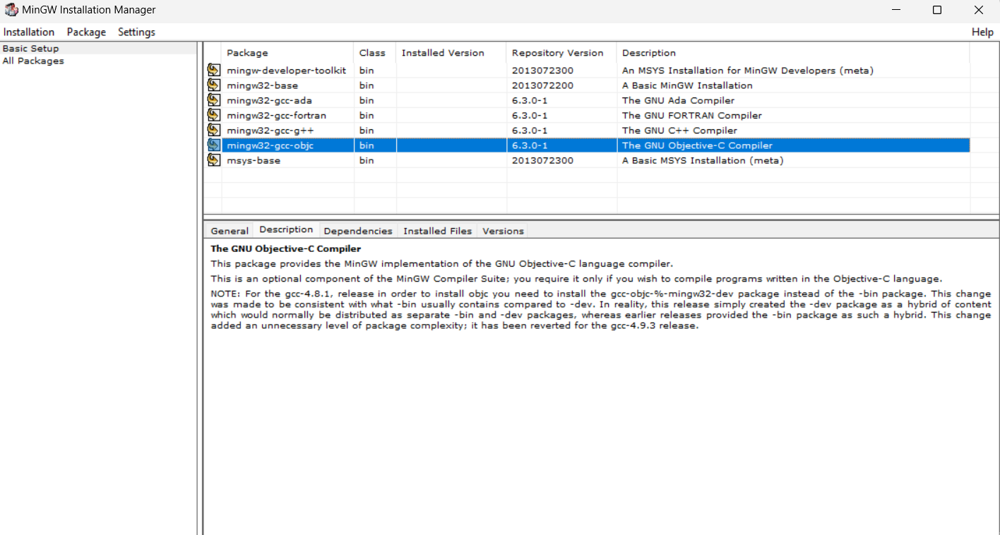 MinGW Installation Manager
Installation Package Settings Help
Basic Setup
All Packages
Package Class Installed Version Repository Version Description
mingw-developer-toolkit bin 2013072300 An MSYS Installation for MinGW Developers (meta)
mingw32-base bin 2013072200 A Basic MinGW Installation
mingw32-gcc-ada bin 6.3.0-1 The GNU Ada Compiler
mingw32-gcc-fortran bin 6.3.0-1 The GNU FORTRAN Compiler
mingw32-gcc-g++ bin 6.3.0-1 The GNU C++ Compiler
mingw32-gcc-objc bin 6.3.0-1 The GNU Objective-C Compiler
msys-base bin 2013072300 A Basic MSYS Installation (meta)
General Description Dependencies Installed Files Versions
The GNU Objective-C Compiler
This package provides the MinGW implementation of the GNU Objective-C language compiler.
This is an optional component of the MinGW Compiler Suite; you require it only if you wish to compile programs written in the Objective-C language.
NOTE: For the gcc-4.8.1, release in order to install objc you need to install the gcc-objc-%-mingw32-dev package instead of the -bin package. This change
was made to be consistent with what -bin usually contains compared to -dev. In reality, this release simply created the -dev package as a hybrid of content
which would normally be distributed as separate -bin and -dev packages, whereas earlier releases provided the -bin package as such a hybrid. This change
added an unnecessary level of package complexity; it has been reverted for the gcc-4.9.3 release.